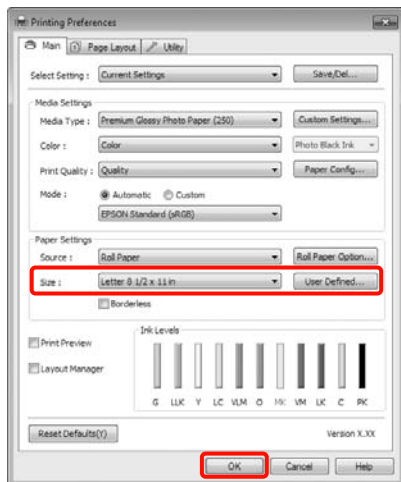 Printing Preferences
Main Page Layout Utility
Select Setting : Current Settings Save/Del...
Media Settings
Media Type : Premium Glossy Photo Paper (250) Custom Settings...
Color : Color Photo Black Ink
Print Quality : Quality Paper Config...
Mode : Automatic Custom
EPSON Standard (sRGB)
Paper Settings
Source : Roll Paper Roll Paper Option...
Size : Letter 8 1/2 x 11 in User Defined...
Borderless
Ink Levels
Print Preview
Layout Manager
G LLK Y LC VLM O MK VM LK C PK
Reset Defaults(Y) Version X.XX
OK Cancel Help